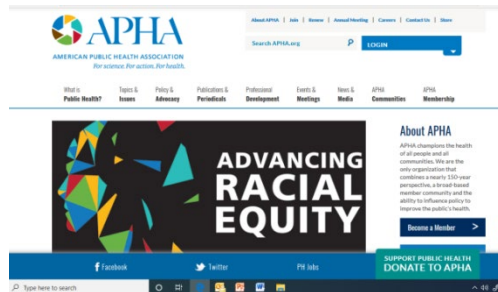 About APHA | Join | Renew | Annual Meeting | Careers | Contact Us | Store
APHA
Search APHA.org
LOGIN
AMERICAN PUBLIC HEALTH ASSOCIATION
For science. For action. For health.
What is
Public Health?
Topics &
Issues
Policy &
Advocacy
Publications &
Periodicals
Professional
Development
Events &
Meetings
News &
Media
APHA
Communities
APHA
Membership
ADVANCING
RACIAL
EQUITY
About APHA
APHA champions the health
of all people and all
communities. We are the
only organization that
combines a nearly 150-year
perspective, a broad-based
member community and the
ability to influence policy to
improve the public's health.
Become a Member >
Facebook
Twitter
PH Jobs
SUPPORT PUBLIC HEALTH
DONATE TO APHA
Type here to search